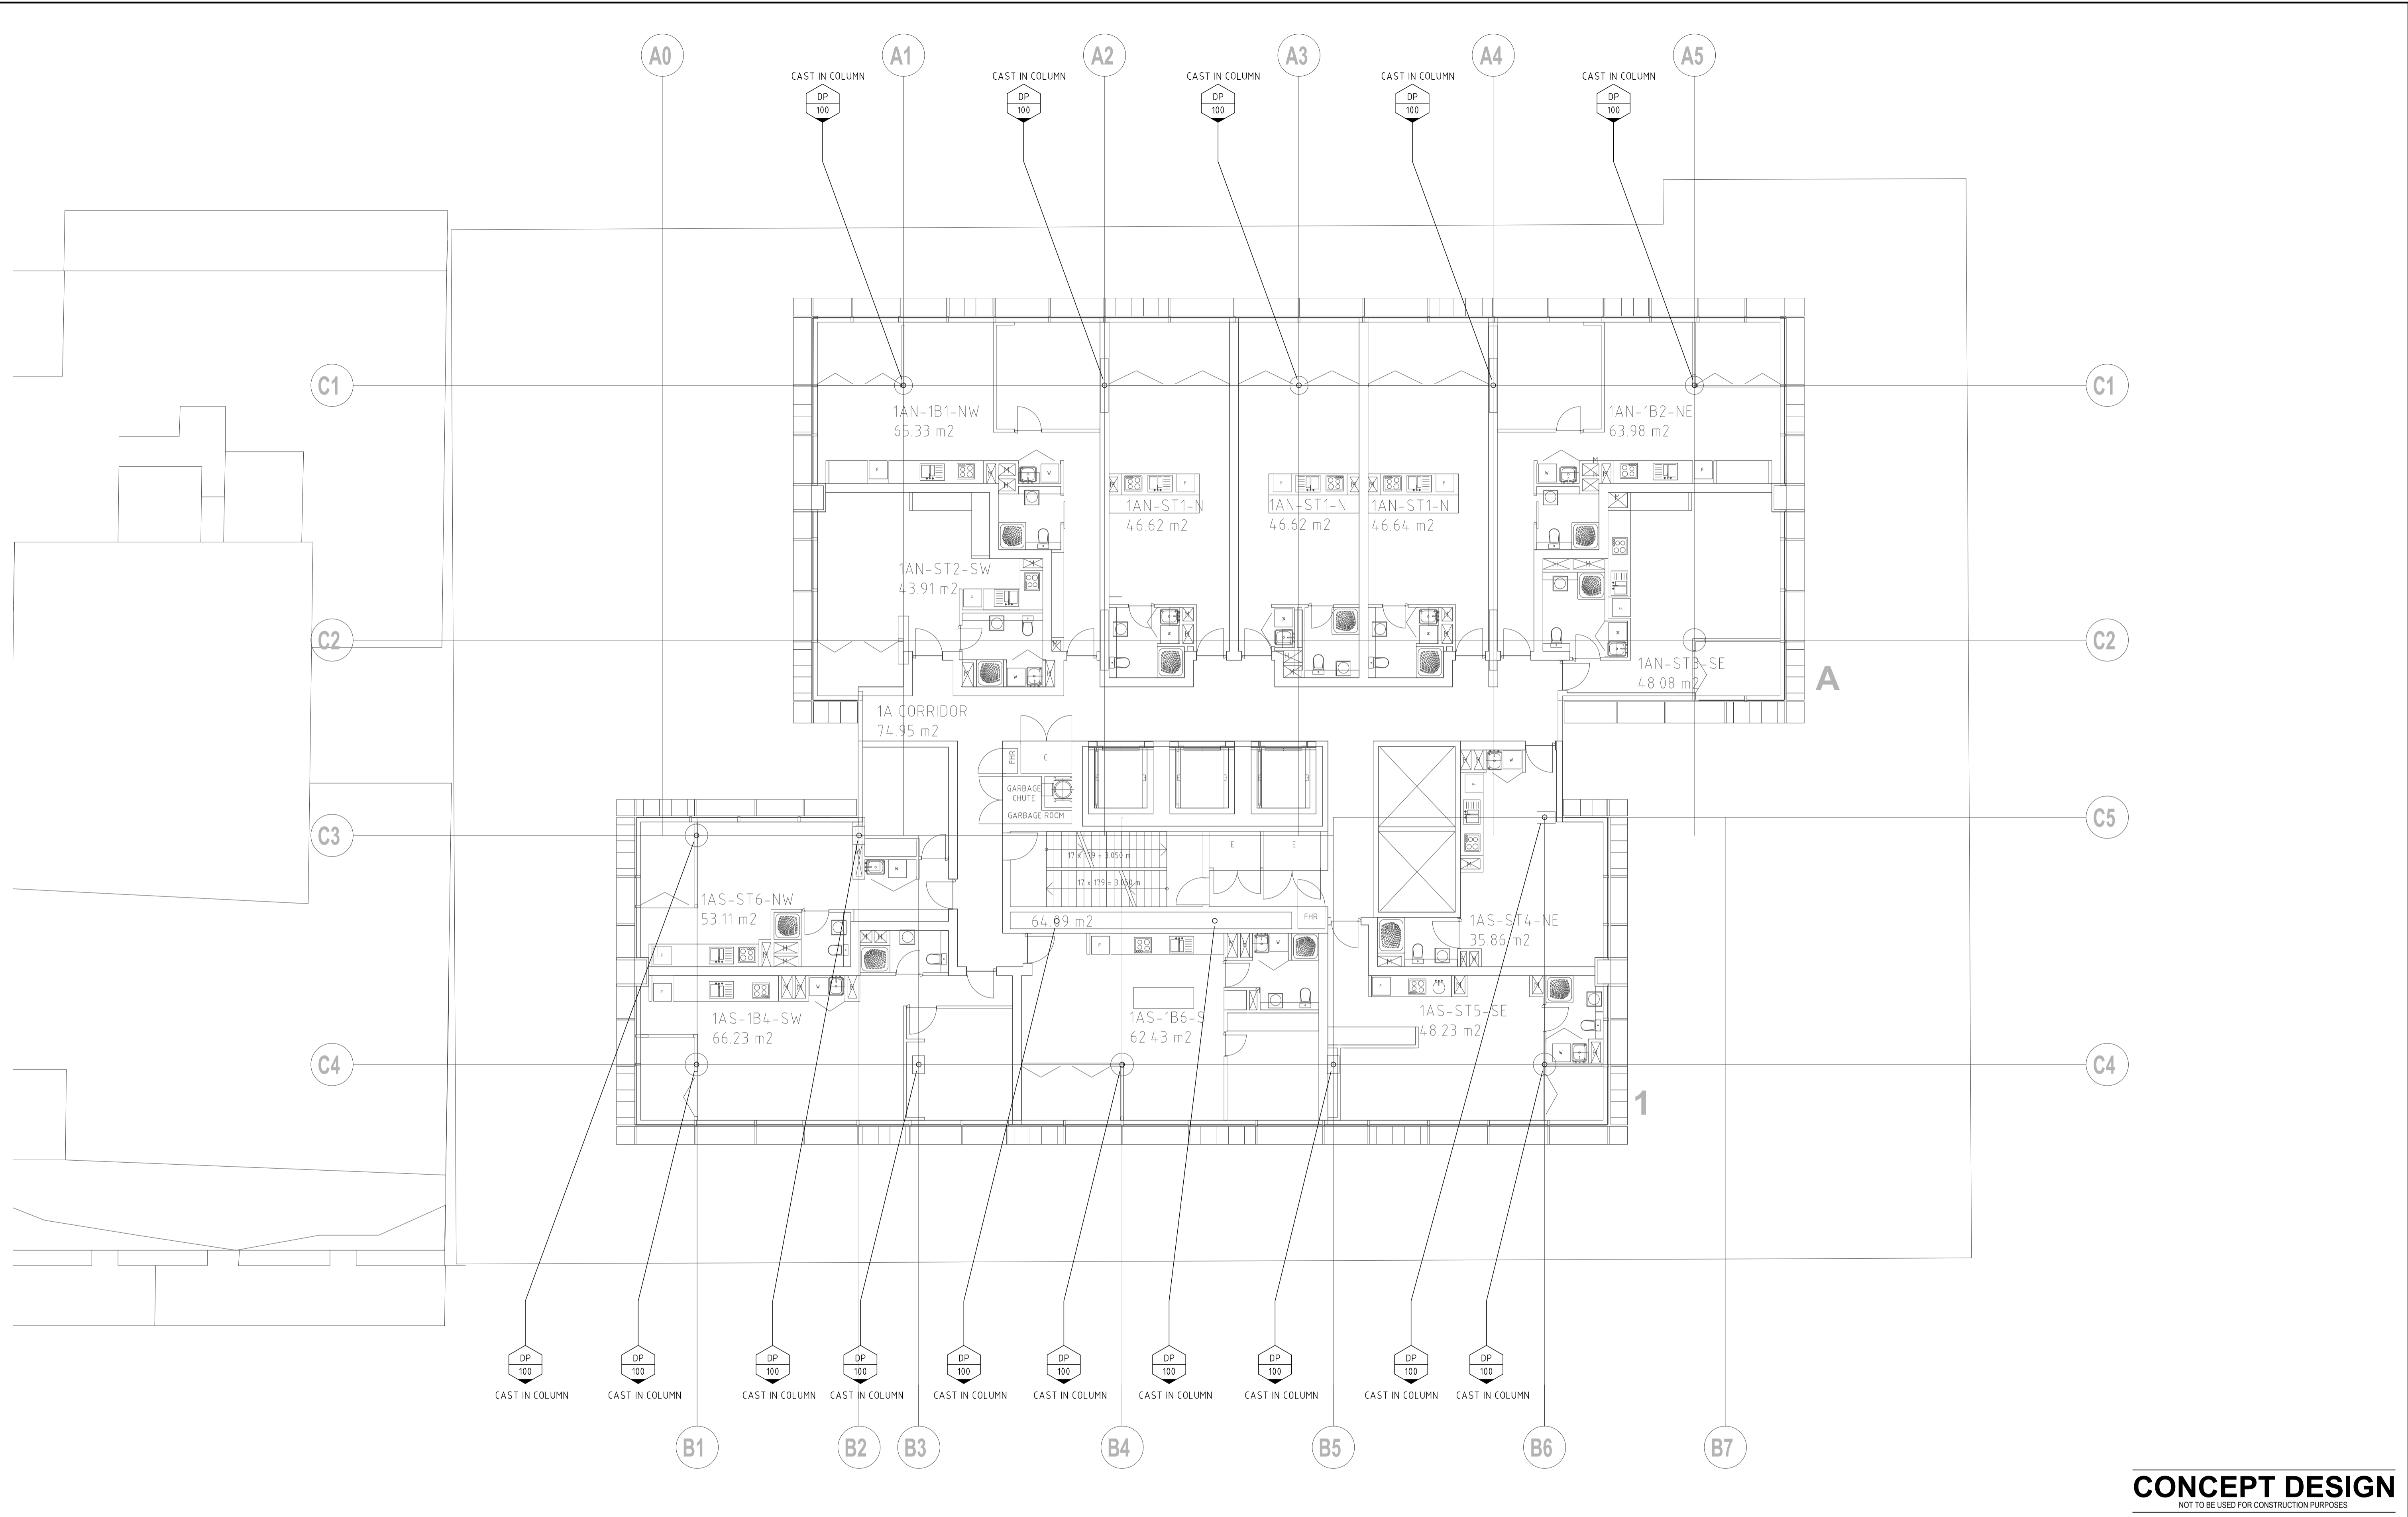 A0
A1
A2
A3
A4
A5
CAST IN COLUMN
CAST IN COLUMN
CAST IN COLUMN
CAST IN COLUMN
CAST IN COLUMN
DP
100
DP
100
DP
100
DP
100
DP
100
C1
C1
1AN-1B1-NW
65.33 m2
1AN-1B2-NE
63.98 m2
1AN-ST1-N
46.62 m2
1AN-ST1-N
46.62 m2
1AN-ST1-N
46.64 m2
1AN-ST2-SW
43.91 m2
C2
C2
1AN-ST3-SE
48.08 m2
A
1A CORRIDOR
74.95 m2
FHR
C
GARBAGE
CHUTE
GARBAGE ROOM
C3
C5
E
E
17 x 179 = 3.050 m
17 x 179 = 3.050 m
1AS-ST6-NW
53.11 m2
64.89 m2
FHR
1AS-ST4-NE
35.86 m2
1AS-1B4-SW
66.23 m2
1AS-1B6-S
62.43 m2
1AS-ST5-SE
48.23 m2
C4
C4
1
DP
100
DP
100
DP
100
DP
100
DP
100
DP
100
DP
100
DP
100
DP
100
DP
100
CAST IN COLUMN
CAST IN COLUMN
CAST IN COLUMN
CAST IN COLUMN
CAST IN COLUMN
CAST IN COLUMN
CAST IN COLUMN
CAST IN COLUMN
CAST IN COLUMN
CAST IN COLUMN
B1
B2
B3
B4
B5
B6
B7
CONCEPT DESIGN
NOT TO BE USED FOR CONSTRUCTION PURPOSES